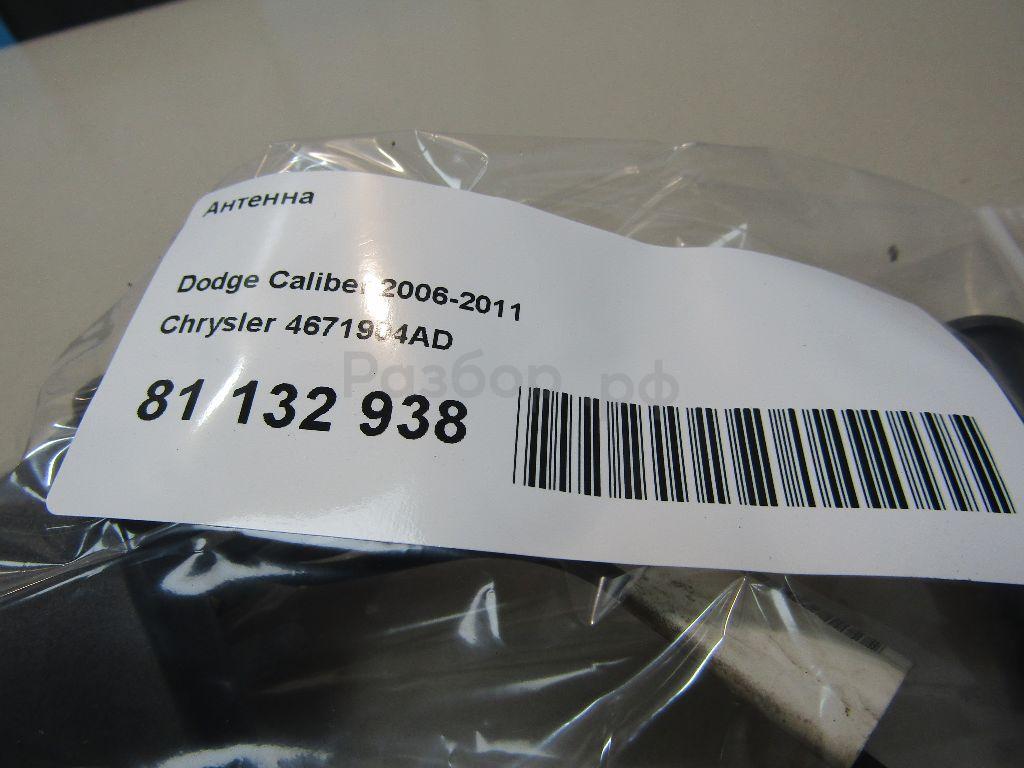 Антенна
Dodge Caliber 2006-2011
Chrysler 4671904AD
Разбор.рф
81 132 938